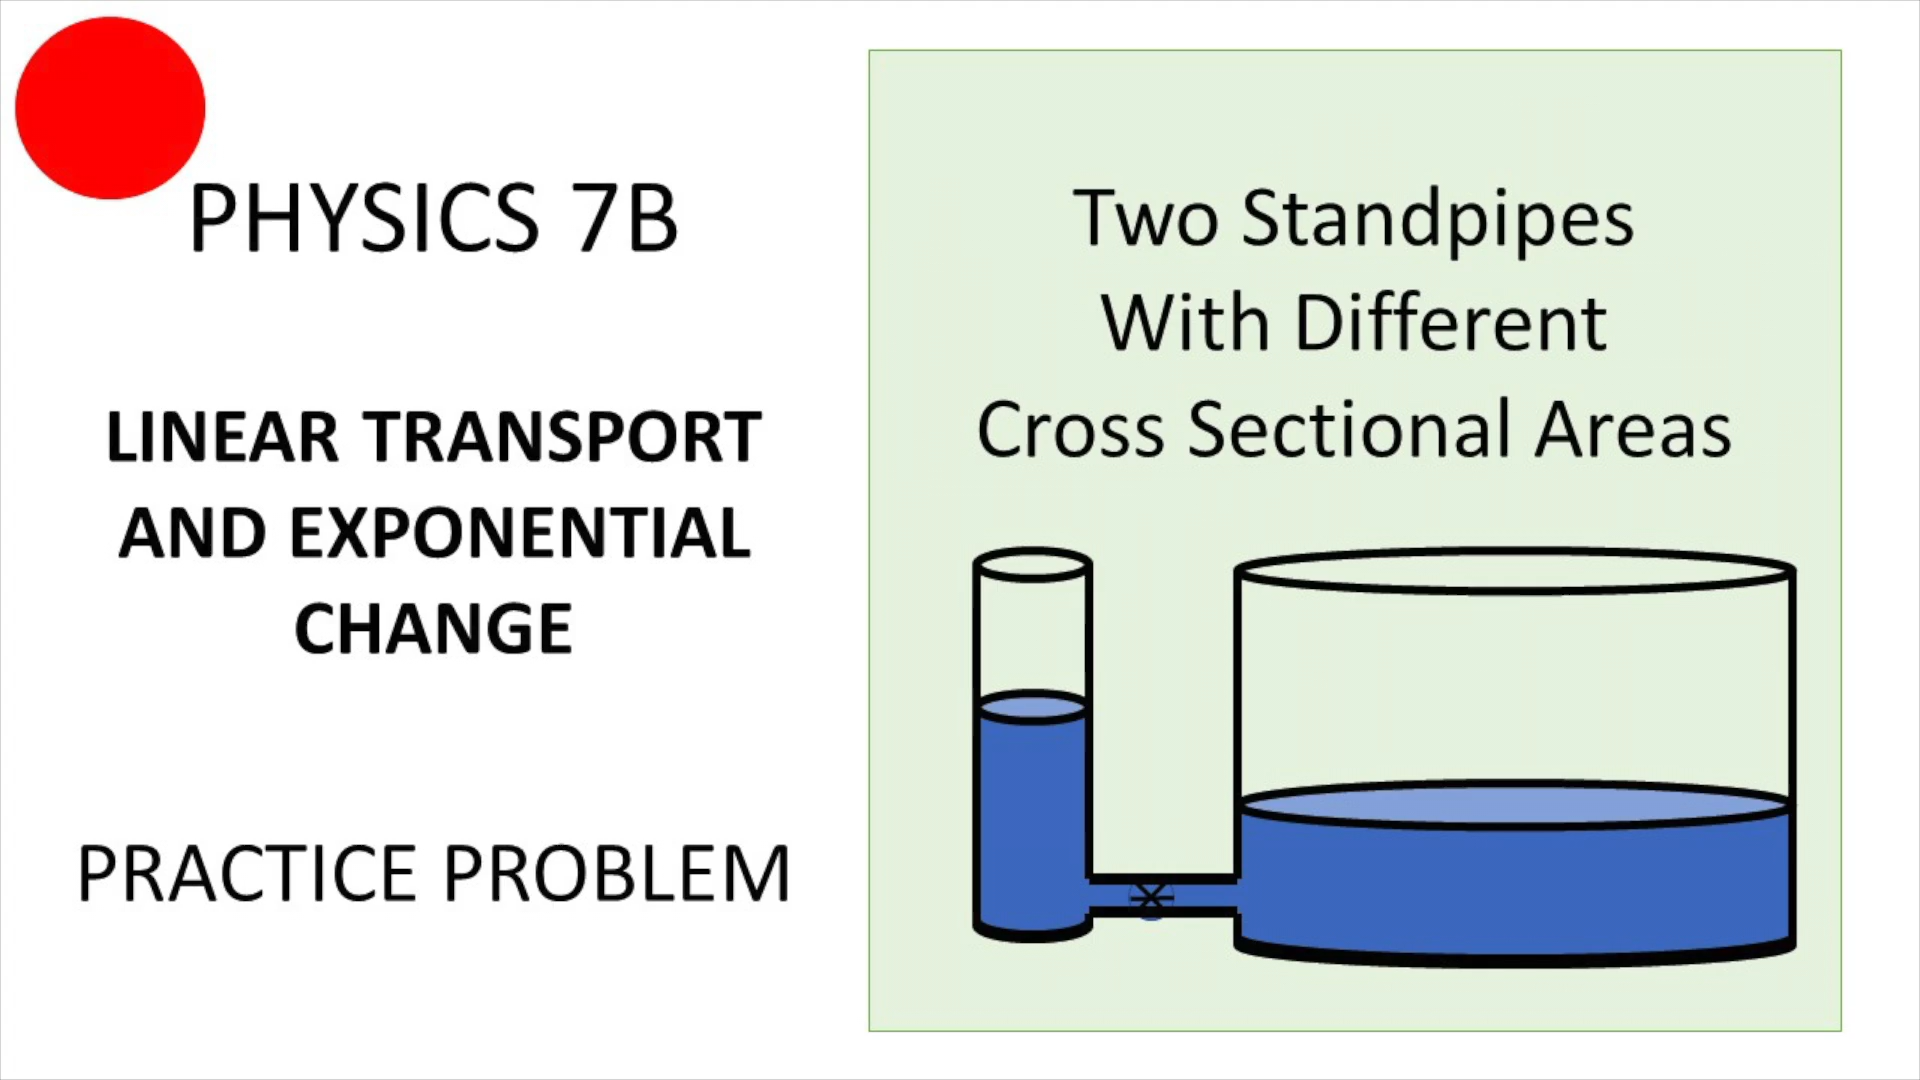 PHYSICS 7B
LINEAR TRANSPORT
AND EXPONENTIAL
CHANGE
PRACTICE PROBLEM
Two Standpipes
With Different
Cross Sectional Areas